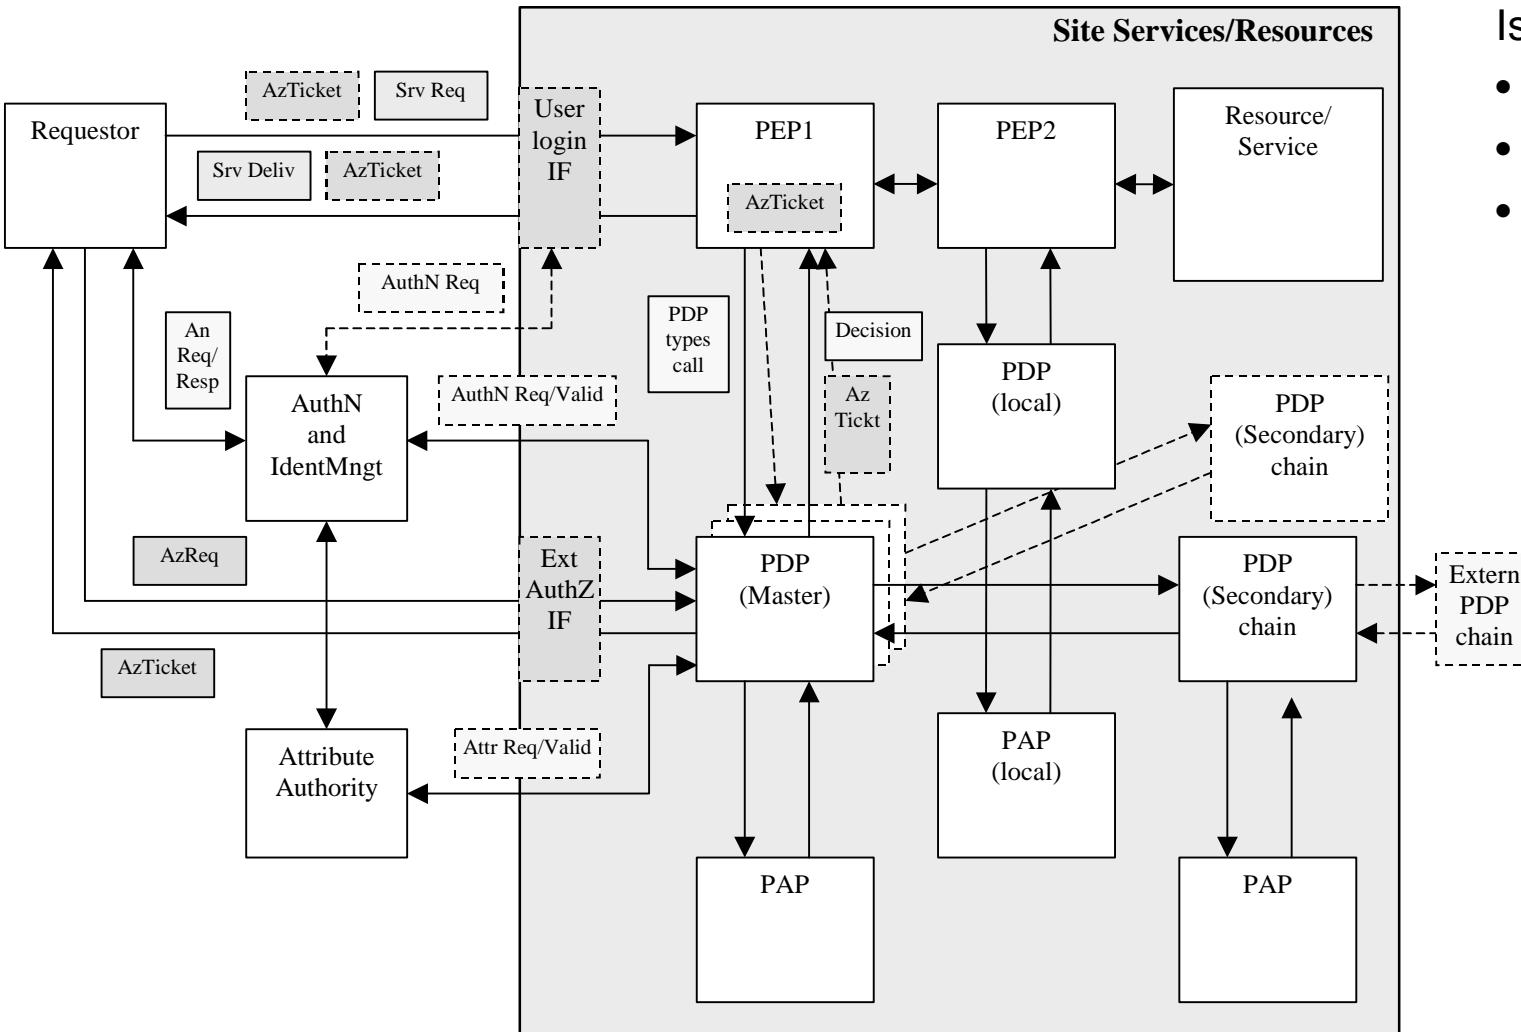 Site Services/Resources
Is
•
•
•
AzTicket
Srv Req
Requestor
Srv Deliv
AzTicket
User
login
IF
PEP1
AzTicket
PEP2
Resource/
Service
AuthN Req
An
Req/
Resp
PDP
types
call
Decision
Az
Tickt
AuthN
and
IdentMngt
AuthN Req/Valid
PDP
(local)
PDP
(Secondary)
chain
AzReq
Ext
AuthZ
IF
PDP
(Master)
PDP
(Secondary)
chain
Extern
PDP
chain
AzTicket
Attribute
Authority
Attr Req/Valid
PAP
(local)
PAP
PAP